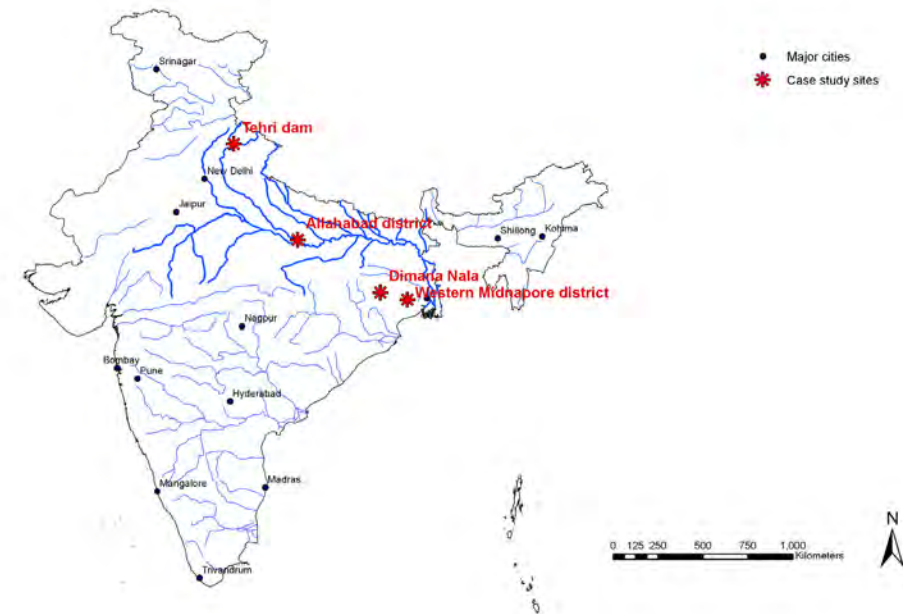 Srinagar
Major cities
Case study sites
Tehri dam
New Delhi
Jaipur
Allahabad district
Shillong
Kohima
Dimana Nala
Western Midnapore district
Nagpur
Bombay
Pune
Hyderabad
Mangalore
Madras
Trivandrum
N
0 125 250 500 750 1,000
Kilometers